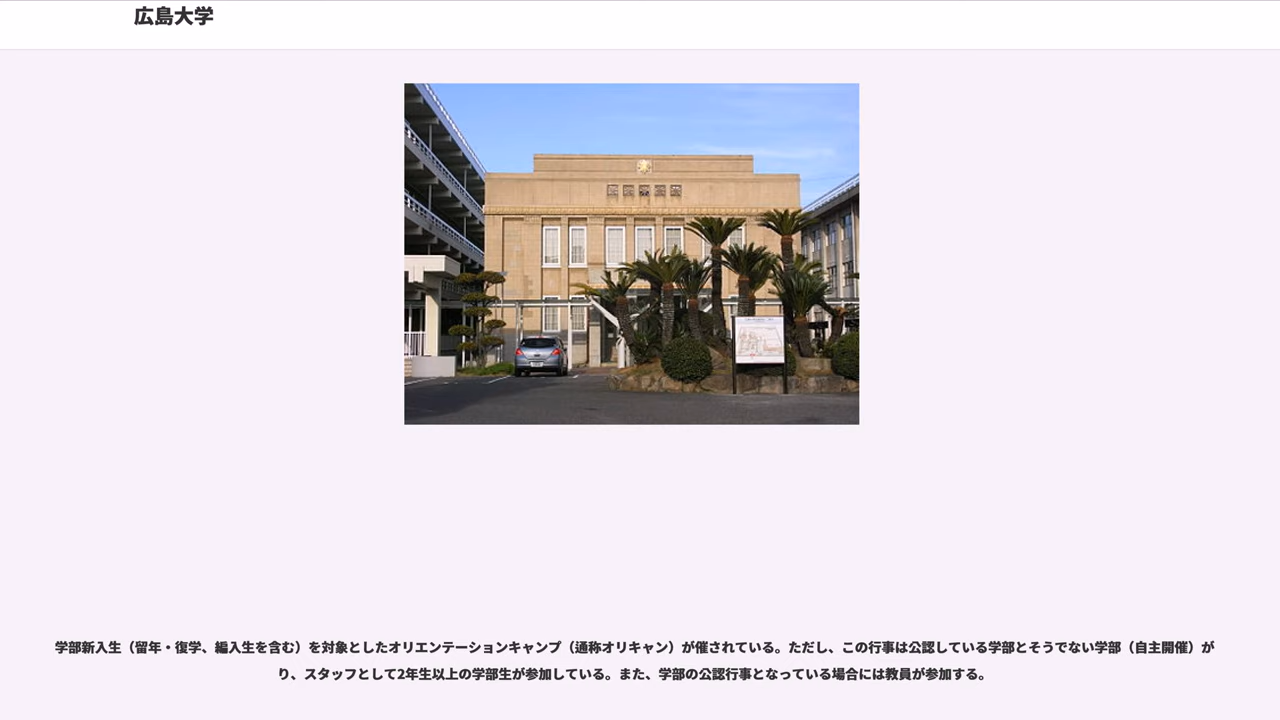 広島大学
学部新入生（留年・復学、編入生を含む）を対象としたオリエンテーションキャンプ（通称オリキャン）が催されている。ただし、この行事は公認している学部とそうでない学部（自主開催）が
り、スタッフとして2年生以上の学部生が参加している。また、学部の公認行事となっている場合には教員が参加する。